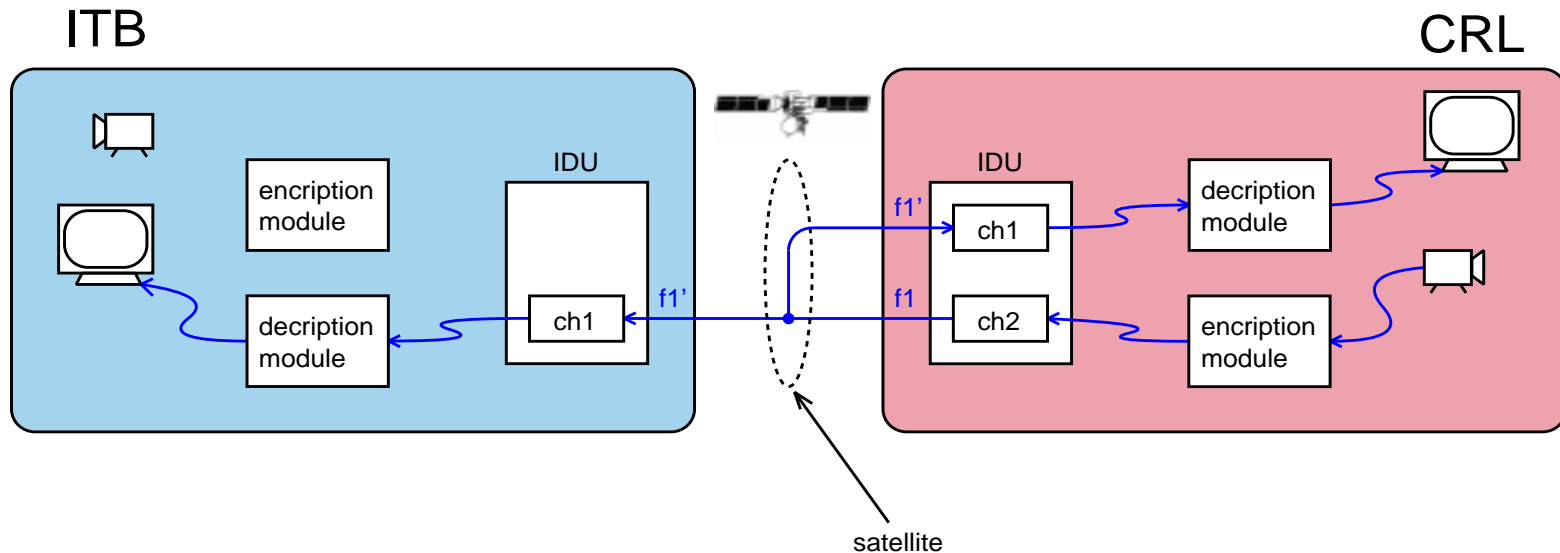 ITB
CRL
encription
module
decription
module
IDU
ch1
f1’
f1’
f1
IDU
ch1
ch2
decription
module
encription
module
satellite